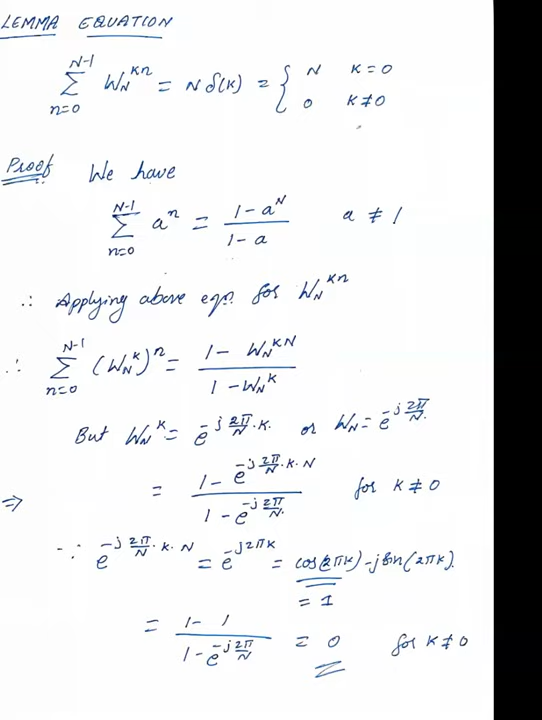 LEMMA EQUATION
N-1
∑ W_N^{kn} = N δ(k) = { N k = 0
n=0 0 k ≠ 0
Proof We have
N-1
∑ a^n = (1 - a^N) / (1 - a) a ≠ 1
n=0
∴ Applying above eqn. for W_N^{kn}
N-1
∴ ∑ (W_N^k)^n = (1 - W_N^{kN}) / (1 - W_N^k)
n=0
But W_N^k = e^{-j 2π/N · k} or W_N = e^{-j 2π/N}.
⇒ = (1 - e^{-j 2π/N · k · N}) / (1 - e^{-j 2π/N}.) for k ≠ 0
∵ e^{-j 2π/N · k · N} = e^{-j2πk} = cos(2πk) - j sin(2πk).
= 1
= (1 - 1) / (1 - e^{-j 2π/N}) = 0 for k ≠ 0